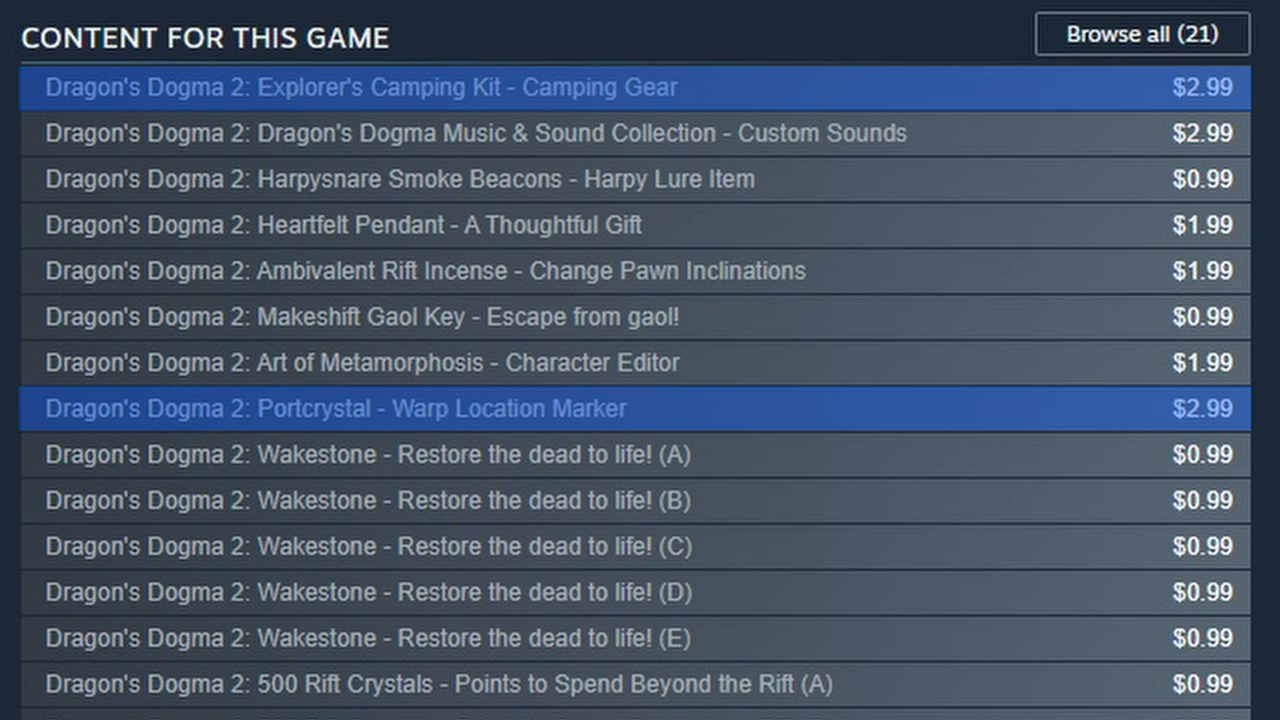 CONTENT FOR THIS GAME Browse all (21)
Dragon's Dogma 2: Explorer's Camping Kit - Camping Gear $2.99
Dragon's Dogma 2: Dragon's Dogma Music & Sound Collection - Custom Sounds $2.99
Dragon's Dogma 2: Harpysnare Smoke Beacons - Harpy Lure Item $0.99
Dragon's Dogma 2: Heartfelt Pendant - A Thoughtful Gift $1.99
Dragon's Dogma 2: Ambivalent Rift Incense - Change Pawn Inclinations $1.99
Dragon's Dogma 2: Makeshift Gaol Key - Escape from gaol! $0.99
Dragon's Dogma 2: Art of Metamorphosis - Character Editor $1.99
Dragon's Dogma 2: Portcrystal - Warp Location Marker $2.99
Dragon's Dogma 2: Wakestone - Restore the dead to life! (A) $0.99
Dragon's Dogma 2: Wakestone - Restore the dead to life! (B) $0.99
Dragon's Dogma 2: Wakestone - Restore the dead to life! (C) $0.99
Dragon's Dogma 2: Wakestone - Restore the dead to life! (D) $0.99
Dragon's Dogma 2: Wakestone - Restore the dead to life! (E) $0.99
Dragon's Dogma 2: 500 Rift Crystals - Points to Spend Beyond the Rift (A) $0.99